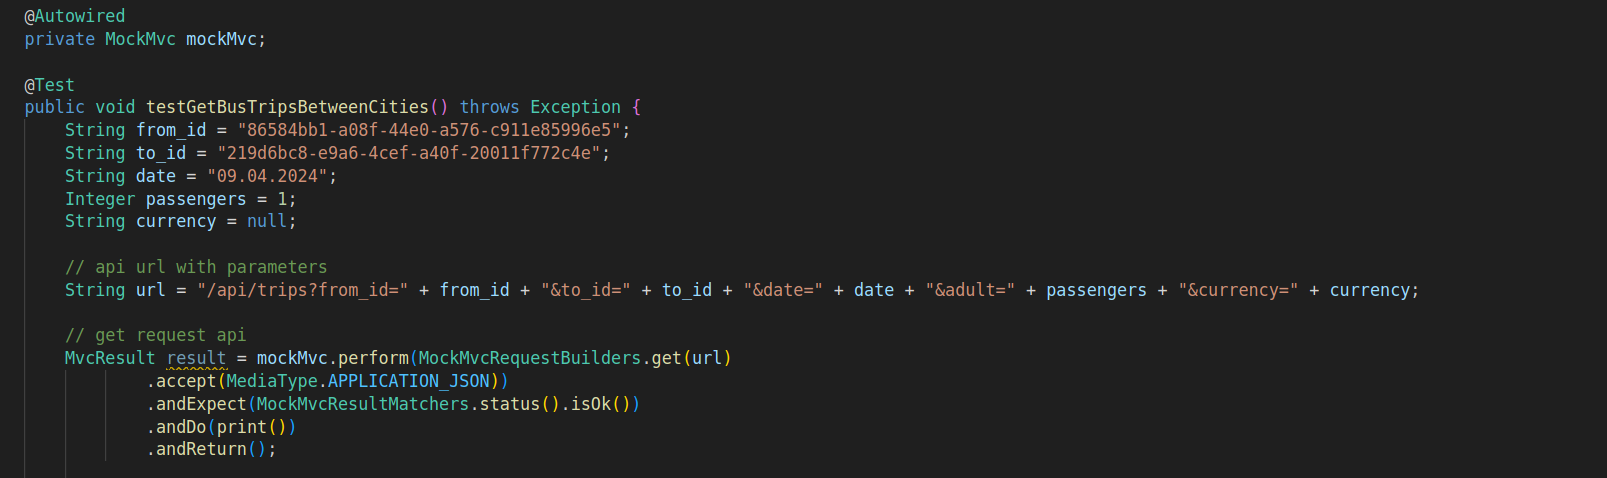 @Autowired
private MockMvc mockMvc;
@Test
public void testGetBusTripsBetweenCities() throws Exception {
String from_id = "86584bb1-a08f-44e0-a576-c911e85996e5";
String to_id = "219d6bc8-e9a6-4cef-a40f-20011f772c4e";
String date = "09.04.2024";
Integer passengers = 1;
String currency = null;
// api url with parameters
String url = "/api/trips?from_id=" + from_id + "&to_id=" + to_id + "&date=" + date + "&adult=" + passengers + "&currency=" + currency;
// get request api
MvcResult result = mockMvc.perform(MockMvcRequestBuilders.get(url)
.accept(MediaType.APPLICATION_JSON))
.andExpect(MockMvcResultMatchers.status().isOk())
.andDo(print())
.andReturn();